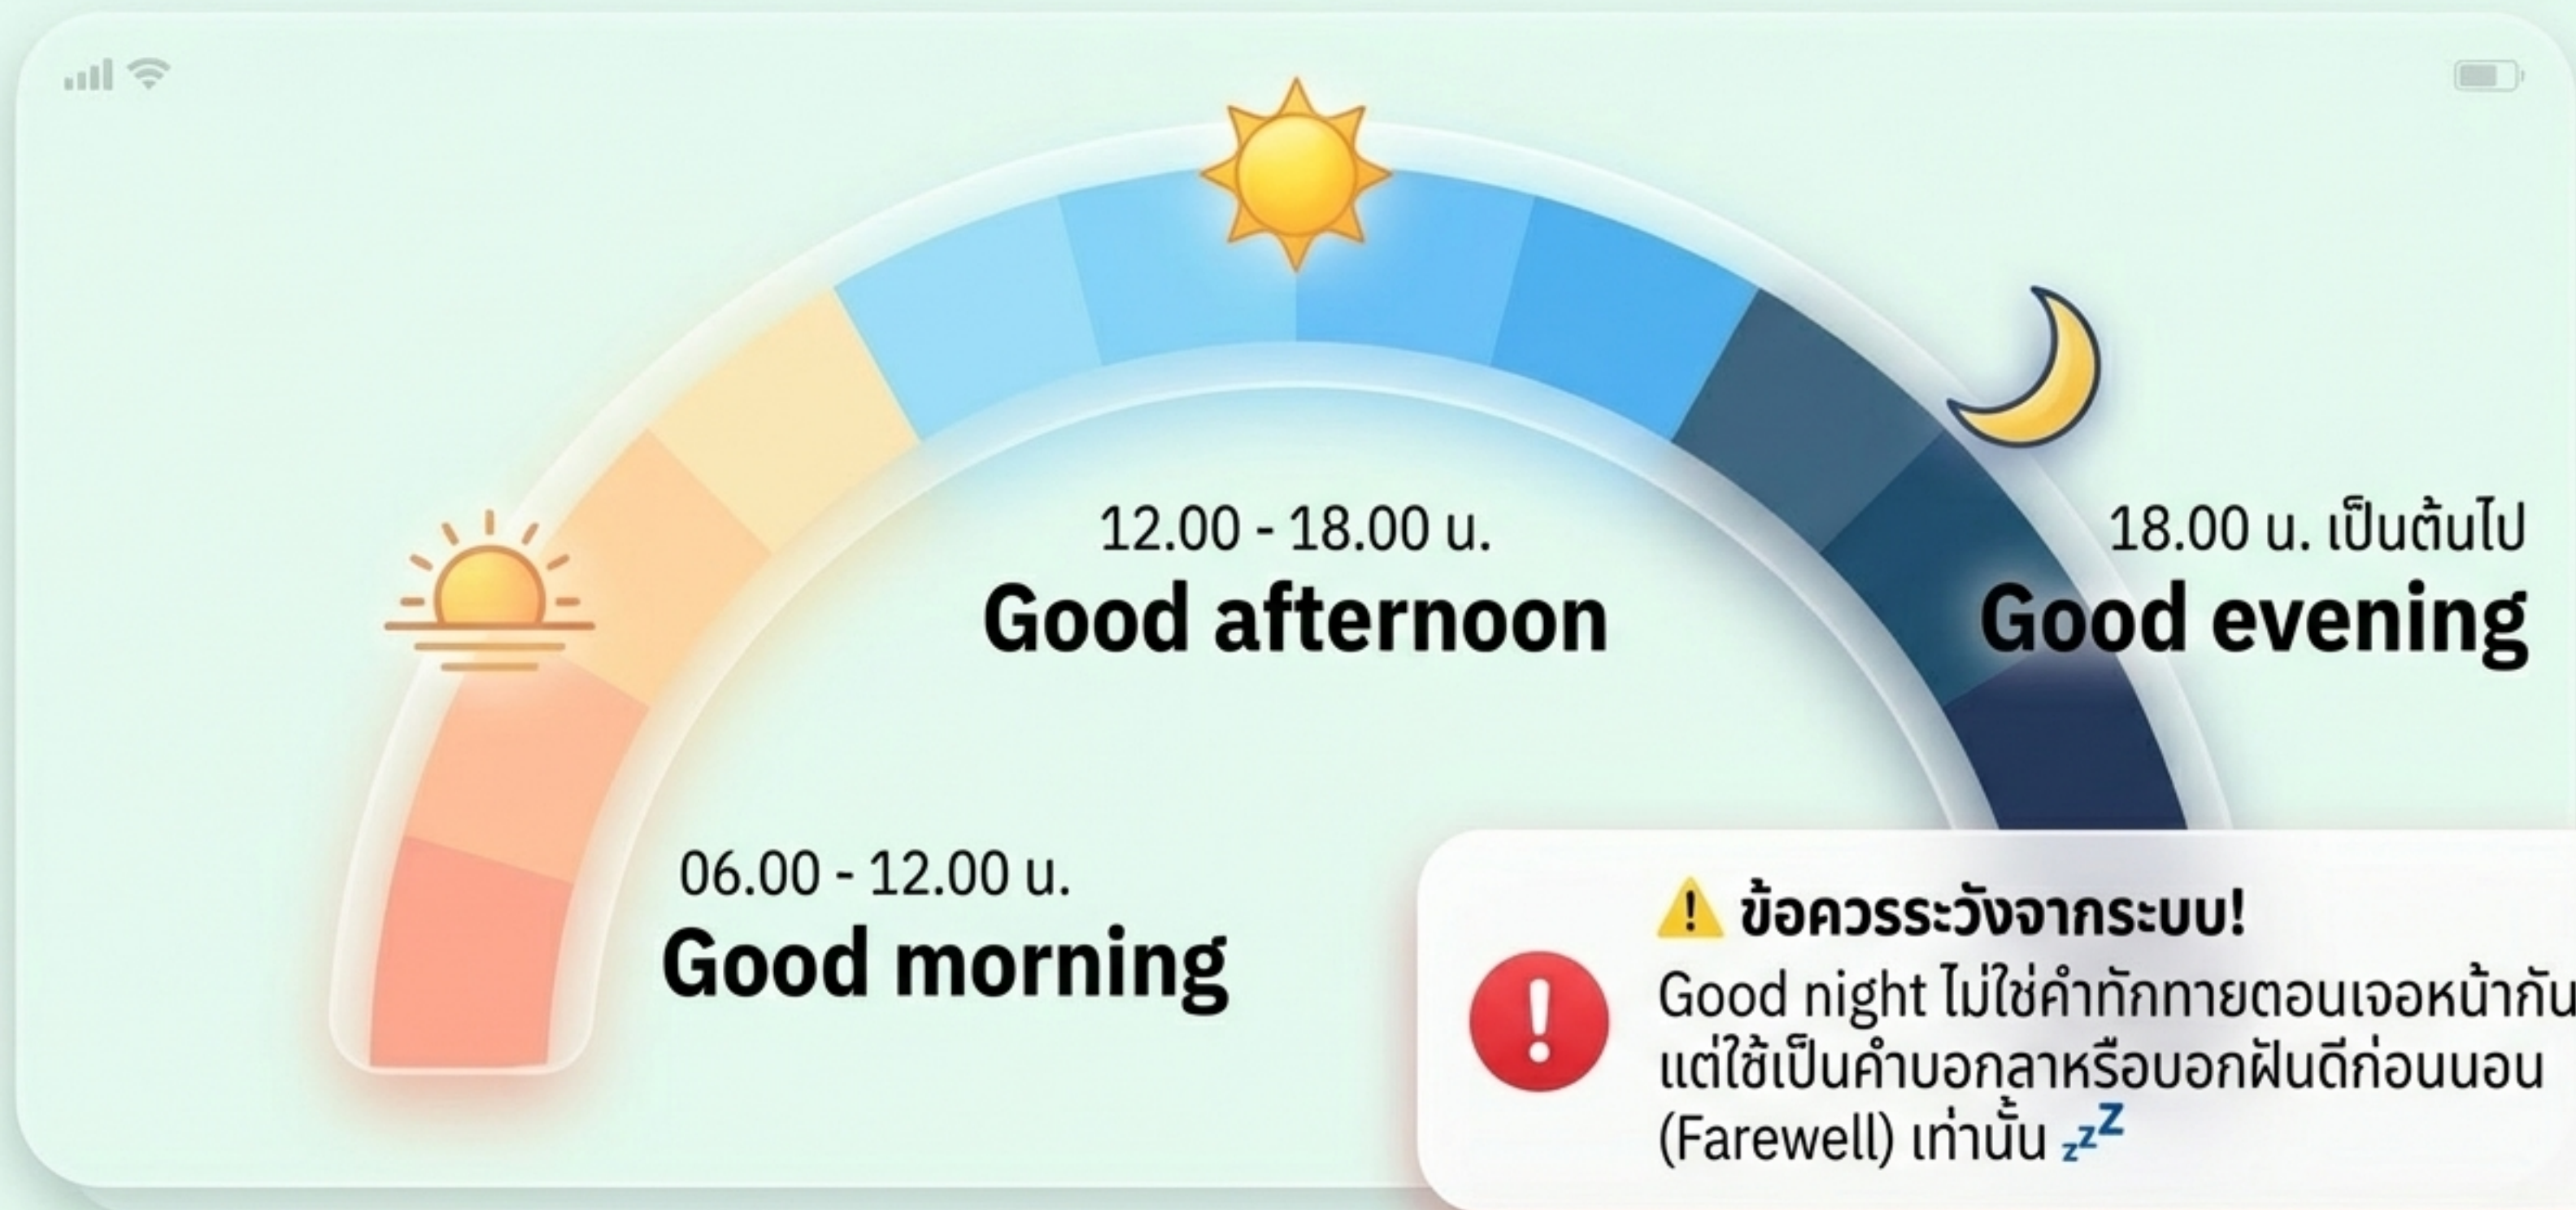 12.00 - 18.00 น.
Good afternoon
18.00 น. เป็นต้นไป
Good evening
06.00 - 12.00 น.
Good morning
⚠️ ข้อควรระวังจากระบบ!
Good night ไม่ใช่คำทักทายตอนเจอหน้ากัน
แต่ใช้เป็นคำบอกลาหรือบอกฝันดีก่อนนอน
(Farewell) เท่านั้น 💤